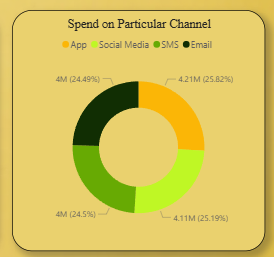 Spend on Particular Channel
App Social Media SMS Email
4M (24.49%) 4.21M (25.82%)
4M (24.5%) 4.11M (25.19%)